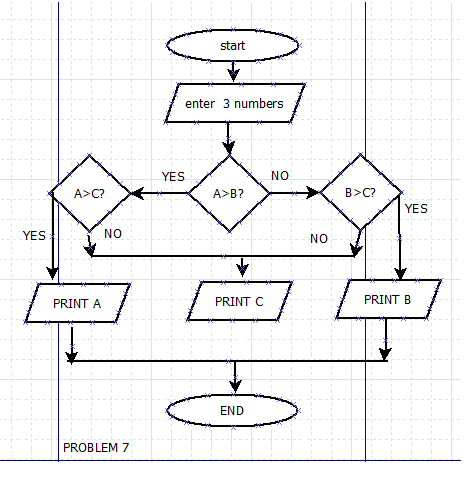 start
enter 3 numbers
YES
NO
A>C?
A>B?
B>C?
YES
YES
NO
NO
PRINT A
PRINT C
PRINT B
END
PROBLEM 7